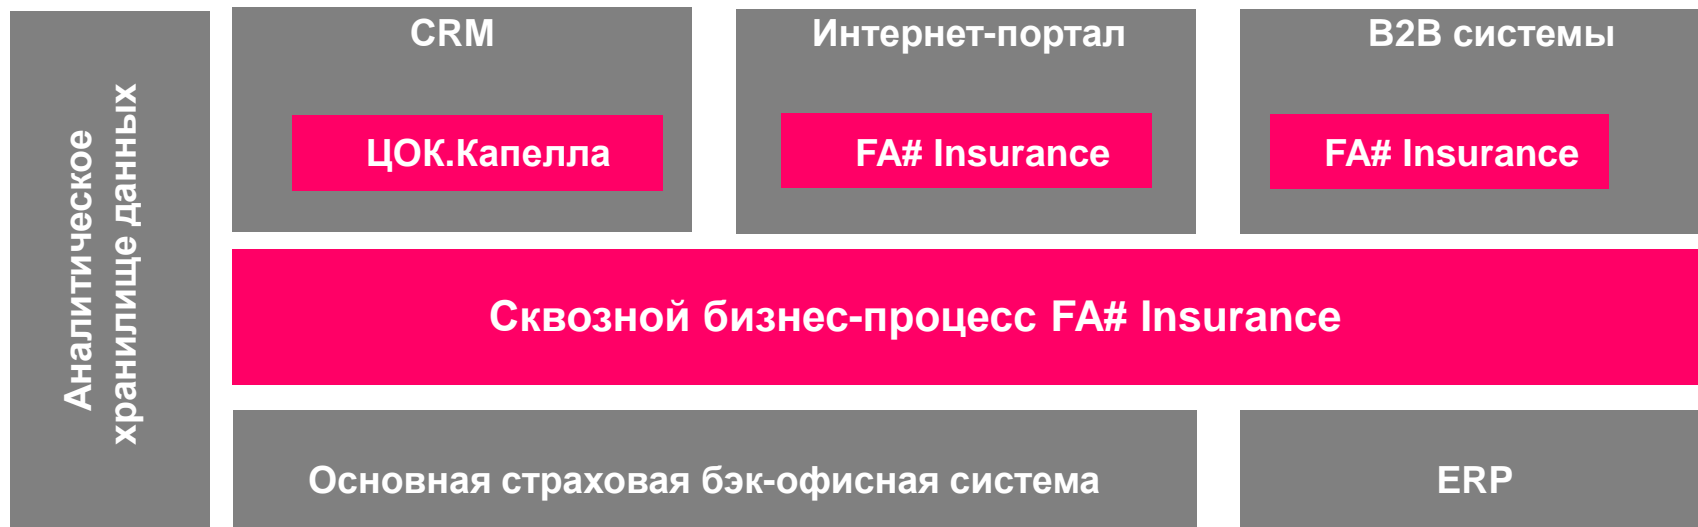 Аналитическое
хранилище данных
CRM
ЦОК.Капелла
Интернет-портал
FA# Insurance
B2B системы
FA# Insurance
Сквозной бизнес-процесс FA# Insurance
Основная страховая бэк-офисная система
ERP